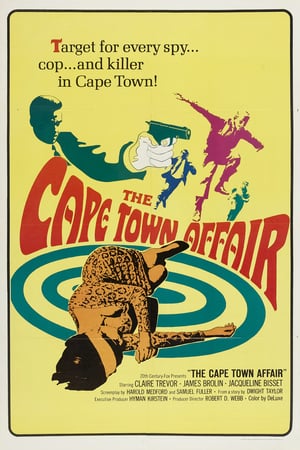 Target for every spy...
cop...and killer
in Cape Town!
THE
CAPE TOWN AFFAIR
20th Century-Fox Presents "THE CAPE TOWN AFFAIR"
Starring CLAIRE TREVOR • JAMES BROLIN • JACQUELINE BISSET
Screenplay by HAROLD MEDFORD and SAMUEL FULLER • From a story by DWIGHT TAYLOR
Executive Producer HYMAN KIRSTEIN • Producer Director ROBERT D. WEBB • Color by DeLuxe